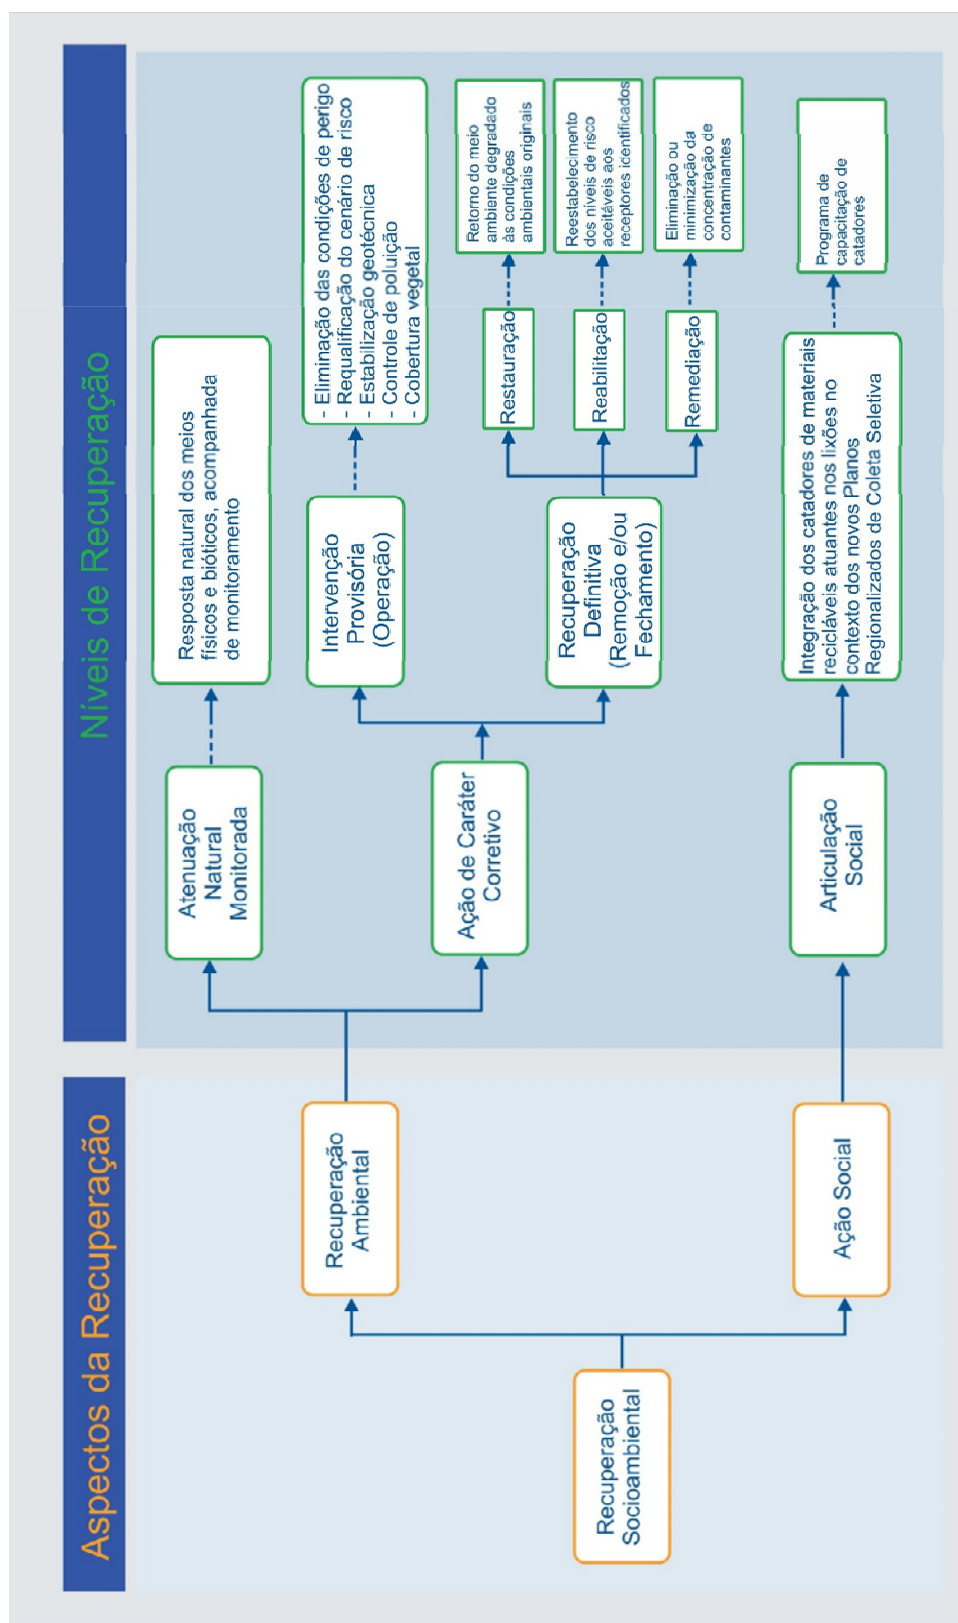 Aspectos da Recuperação
Níveis de Recuperação
Recuperação
Socioambiental
Recuperação
Ambiental
Ação Social
Atenuação
Natural
Monitorada
Ação de Caráter
Corretivo
Articulação
Social
Resposta natural dos meios
físicos e bióticos, acompanhada
de monitoramento
Intervenção
Provisória
(Operação)
- Eliminação das condições de perigo
- Requalificação do cenário de risco
- Estabilização geotécnica
- Controle de poluição
- Cobertura vegetal
Recuperação
Definitiva
(Remoção e/ou
Fechamento)
Restauração
Retorno do meio
ambiente degradado
às condições
ambientais originais
Reabilitação
Reestabelecimento
dos níveis de risco
aceitáveis aos
receptores identificados
Remediação
Eliminação ou
minimização da
concentração de
contaminantes
Integração dos catadores de materiais
recicláveis atuantes nos lixões no
contexto dos novos Planos
Regionalizados de Coleta Seletiva
Programa de
capacitação de
catadores